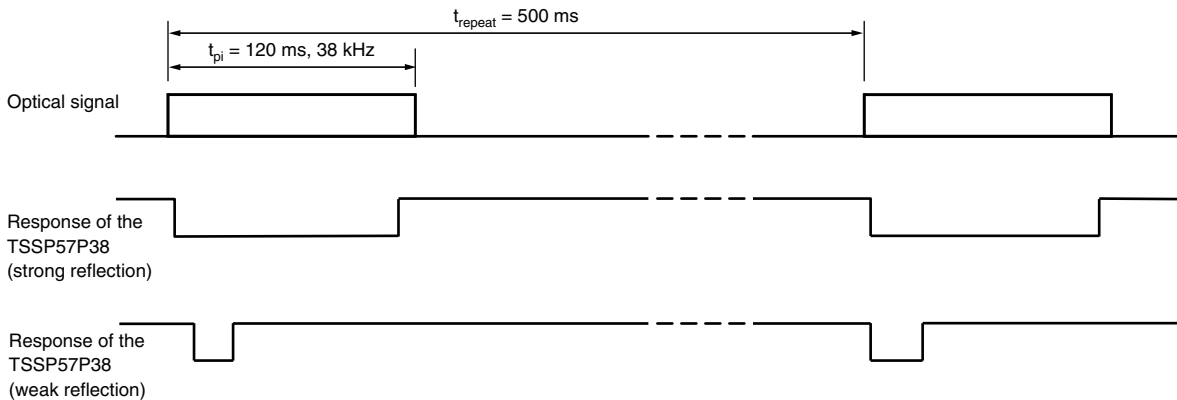 t_repeat = 500 ms
t_pi = 120 ms, 38 kHz
Optical signal
Response of the
TSSP57P38
(strong reflection)
Response of the
TSSP57P38
(weak reflection)